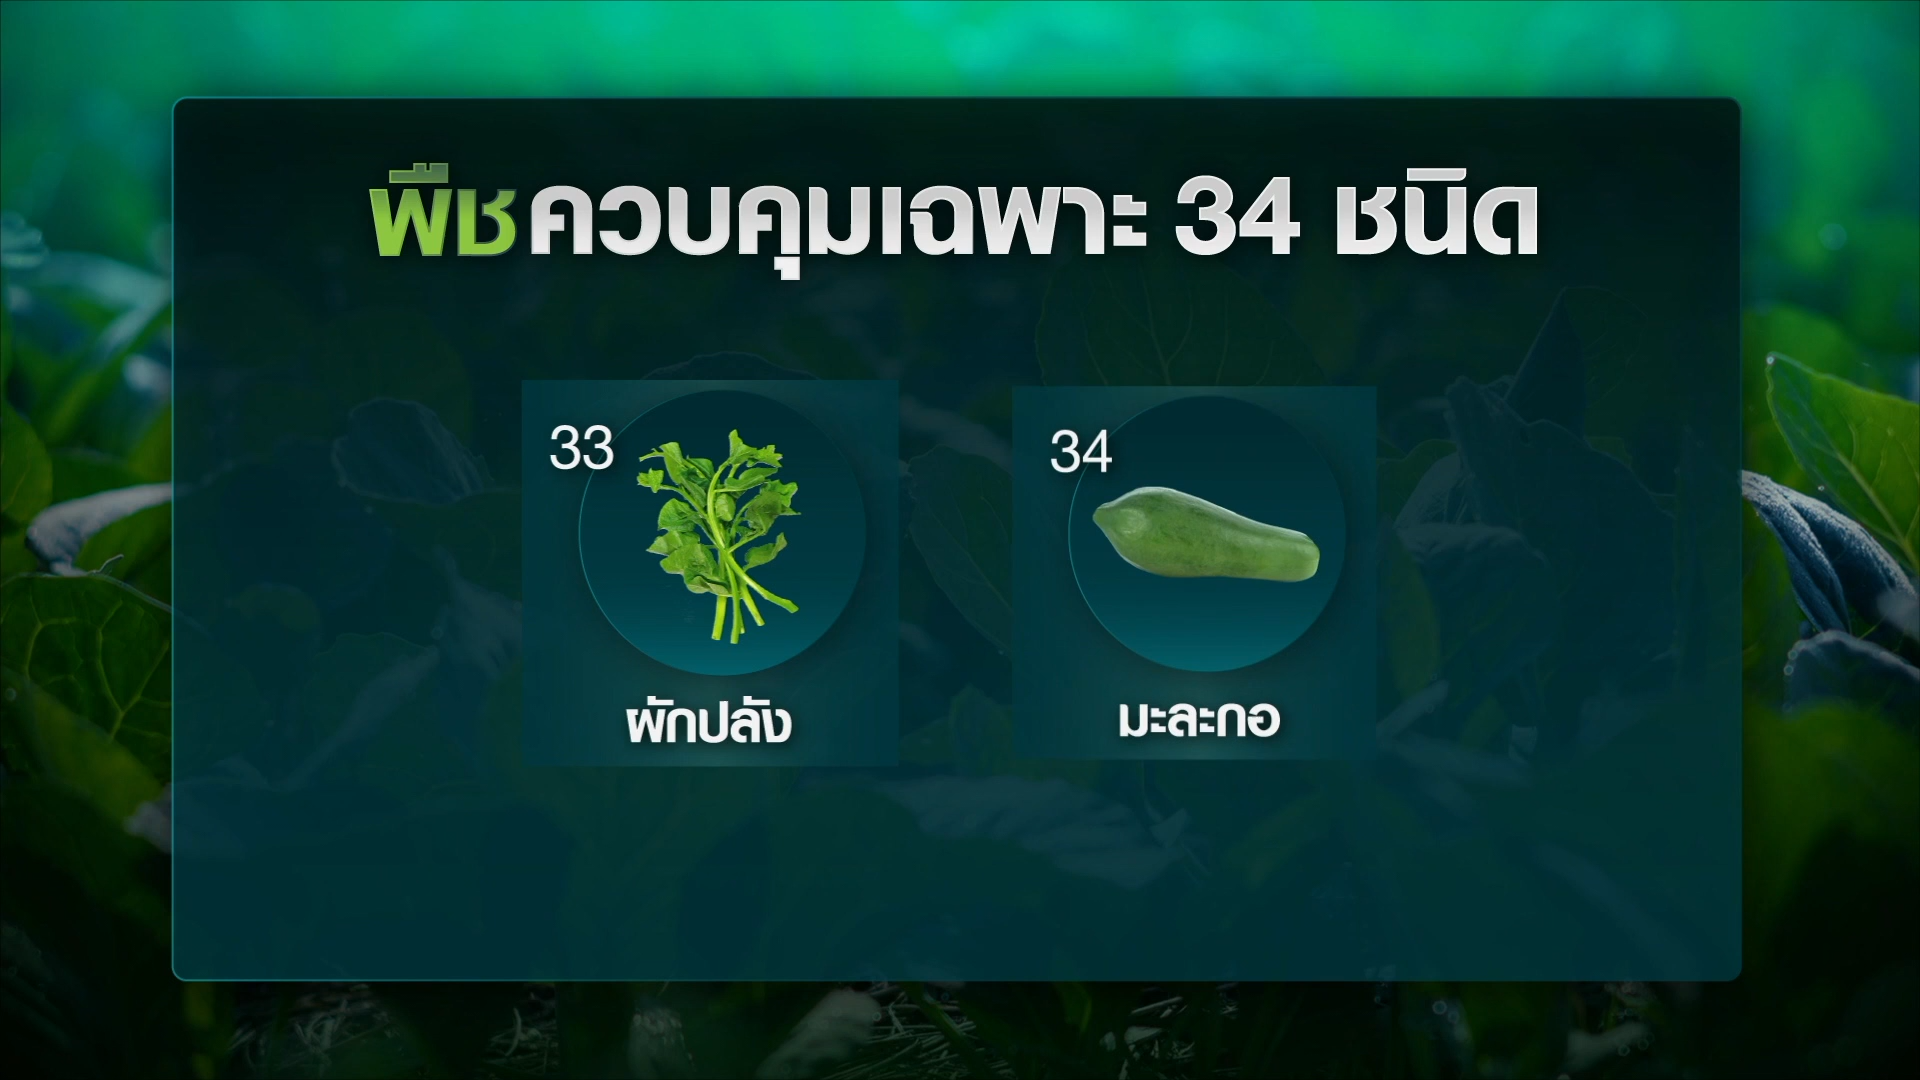 พืชควบคุมเฉพาะ 34 ชนิด
33
ผักปลัง
34
มะละกอ